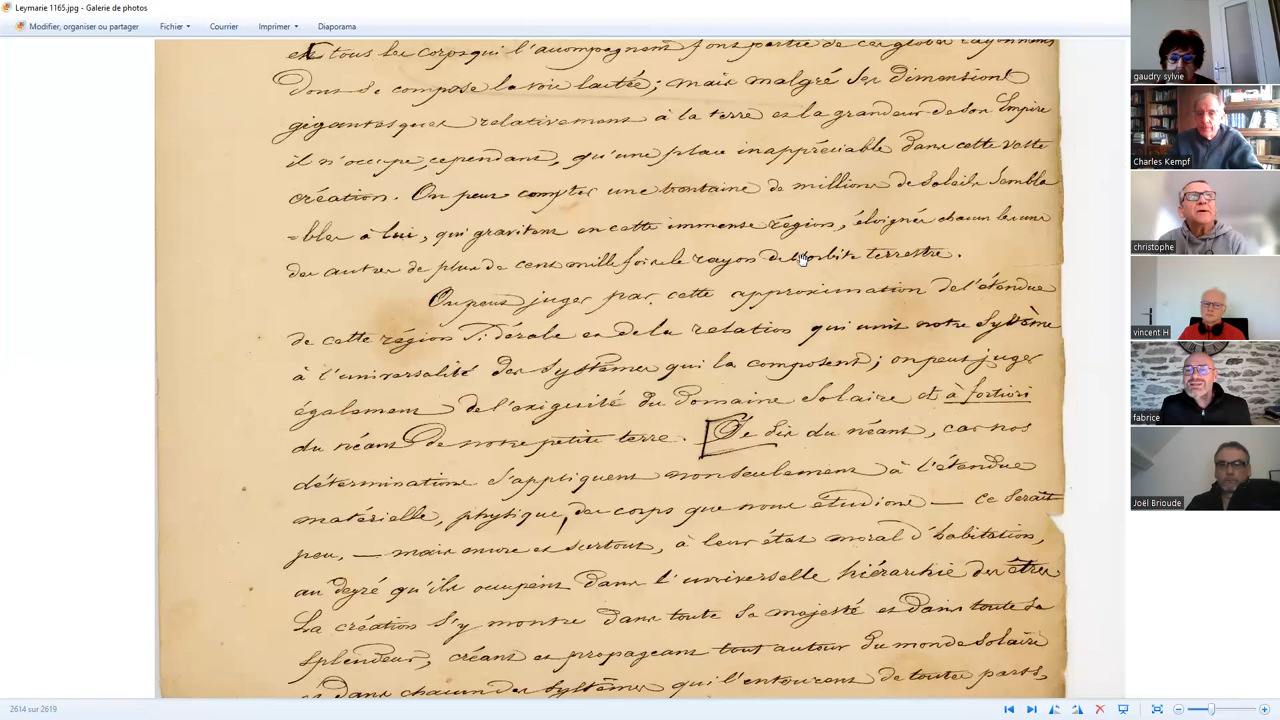 Leymarie 1165.jpg - Galerie de photos
Modifier, organiser ou partager Fichier Courrier Imprimer Diaporama
et tous les corps qui l'accompagnent font partie de ces globes rayonnans
Dont se compose la voie lactée; mais malgré ses dimensions
gigantesques relativement à la terre et la grandeur de son Empire
il n'occupe, cependant, qu'une place inappréciable dans cette vaste
création. On peut compter une trentaine de millions de Soleils sembla
=bles à lui, qui gravitent en cette immense région, éloignés chacun les uns
des autres de plus de cent mille fois le rayon de l'orbite terrestre.
On peut juger par cette approximation de l'étendue
de cette région Sidérale et de la relation qui unit notre Système
à l'universalité des Systèmes qui la composent; on peut juger
également de l'exiguité du Domaine Solaire et à fortiori
du néant De notre petite terre. Je dis du néant, car nos
déterminations s'appliquent non seulement à l'étendue
matérielle, physique, des corps que nous étudions — ce serait
peu, — mais encore et surtout, à leur état moral d'habitation,
au degré qu'ils occupent dans l'universelle hiérarchie des êtres
La création s'y montre dans toute sa majesté et dans toute sa
splendeur, créant et propageant tout autour du monde Solaire
et dans chacun des Systèmes qui l'entourent de toutes parts,
gaudry sylvie
Charles Kempf
christophe
vincent H
fabrice
Joël Brioude
2614 sur 2619